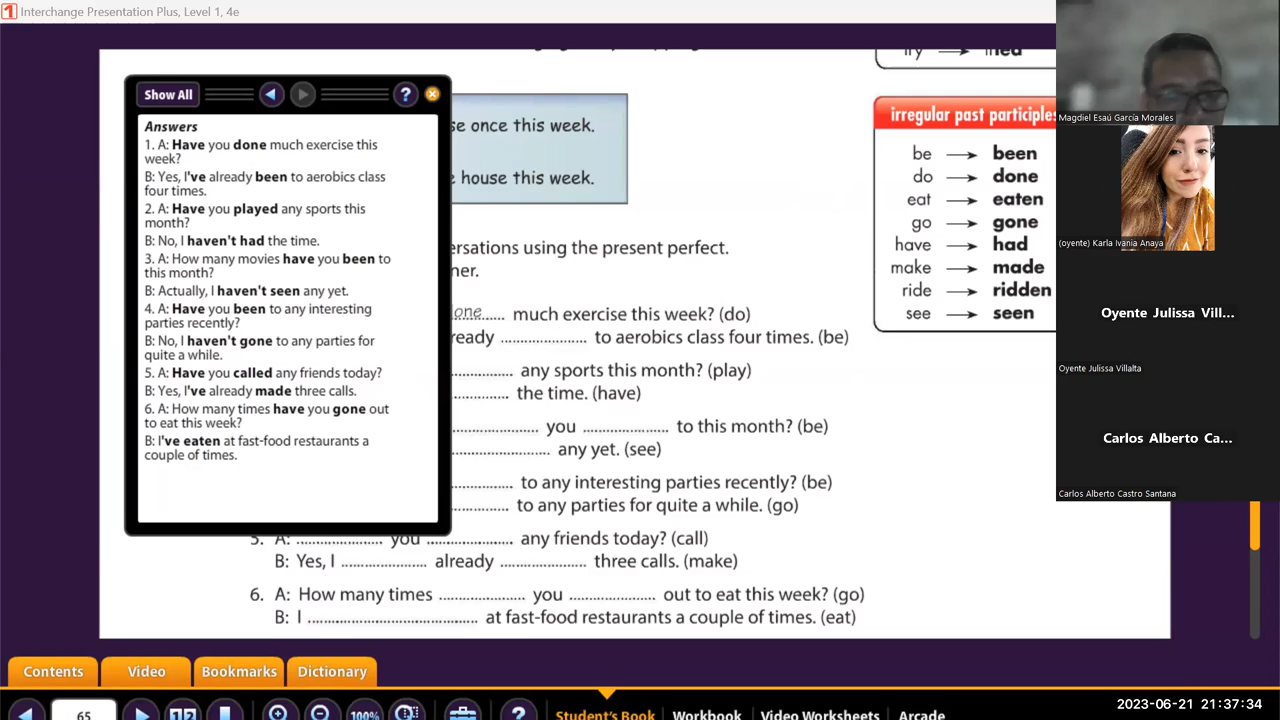 Interchange Presentation Plus, Level 1, 4e
Show All
?
Answers
1. A: Have you done much exercise this
week?
B: Yes, I've already been to aerobics class
four times.
2. A: Have you played any sports this
month?
B: No, I haven't had the time.
3. A: How many movies have you been to
this month?
B: Actually, I haven't seen any yet.
4. A: Have you been to any interesting
parties recently?
B: No, I haven't gone to any parties for
quite a while.
5. A: Have you called any friends today?
B: Yes, I've already made three calls.
6. A: How many times have you gone out
to eat this week?
B: I've eaten at fast-food restaurants a
couple of times.
se once this week.
e house this week.
ersations using the present perfect.
ner.
lone much exercise this week? (do)
ready .................... to aerobics class four times. (be)
.............. any sports this month? (play)
.............. the time. (have)
.................... you .................... to this month? (be)
....................... any yet. (see)
.............. to any interesting parties recently? (be)
.............. to any parties for quite a while. (go)
5. A: .................... you .................... any friends today? (call)
B: Yes, I .................... already .................... three calls. (make)
6. A: How many times .................... you .................... out to eat this week? (go)
B: I ........................................ at fast-food restaurants a couple of times. (eat)
irregular past participles
be → been
do → done
eat → eaten
go → gone
have → had
make → made
ride → ridden
see → seen
Magdiel Esaú García Morales
(oyente) Karla Ivania Anaya
Oyente Julissa Vill...
Oyente Julissa Villalta
Carlos Alberto Ca...
Carlos Alberto Castro Santana
Contents Video Bookmarks Dictionary
65 1 2 100% ? Student's Book Workbook Video Worksheets Arcade
2023-06-21 21:37:34